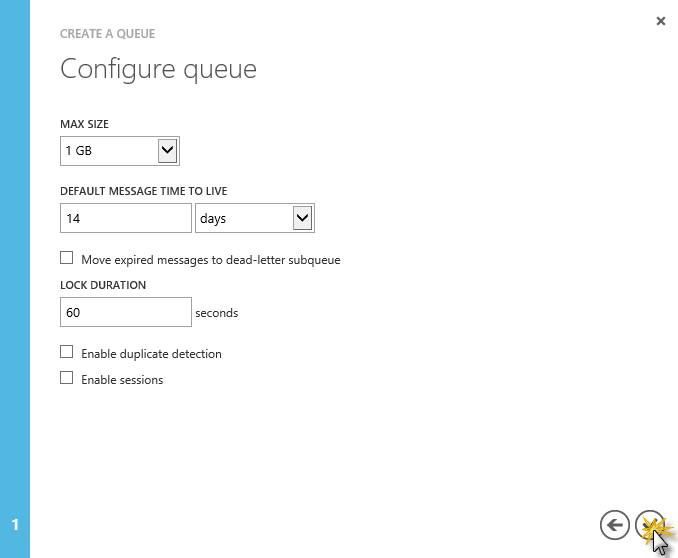 CREATE A QUEUE
Configure queue
MAX SIZE
1 GB
DEFAULT MESSAGE TIME TO LIVE
14 days
Move expired messages to dead-letter subqueue
LOCK DURATION
60 seconds
Enable duplicate detection
Enable sessions
1